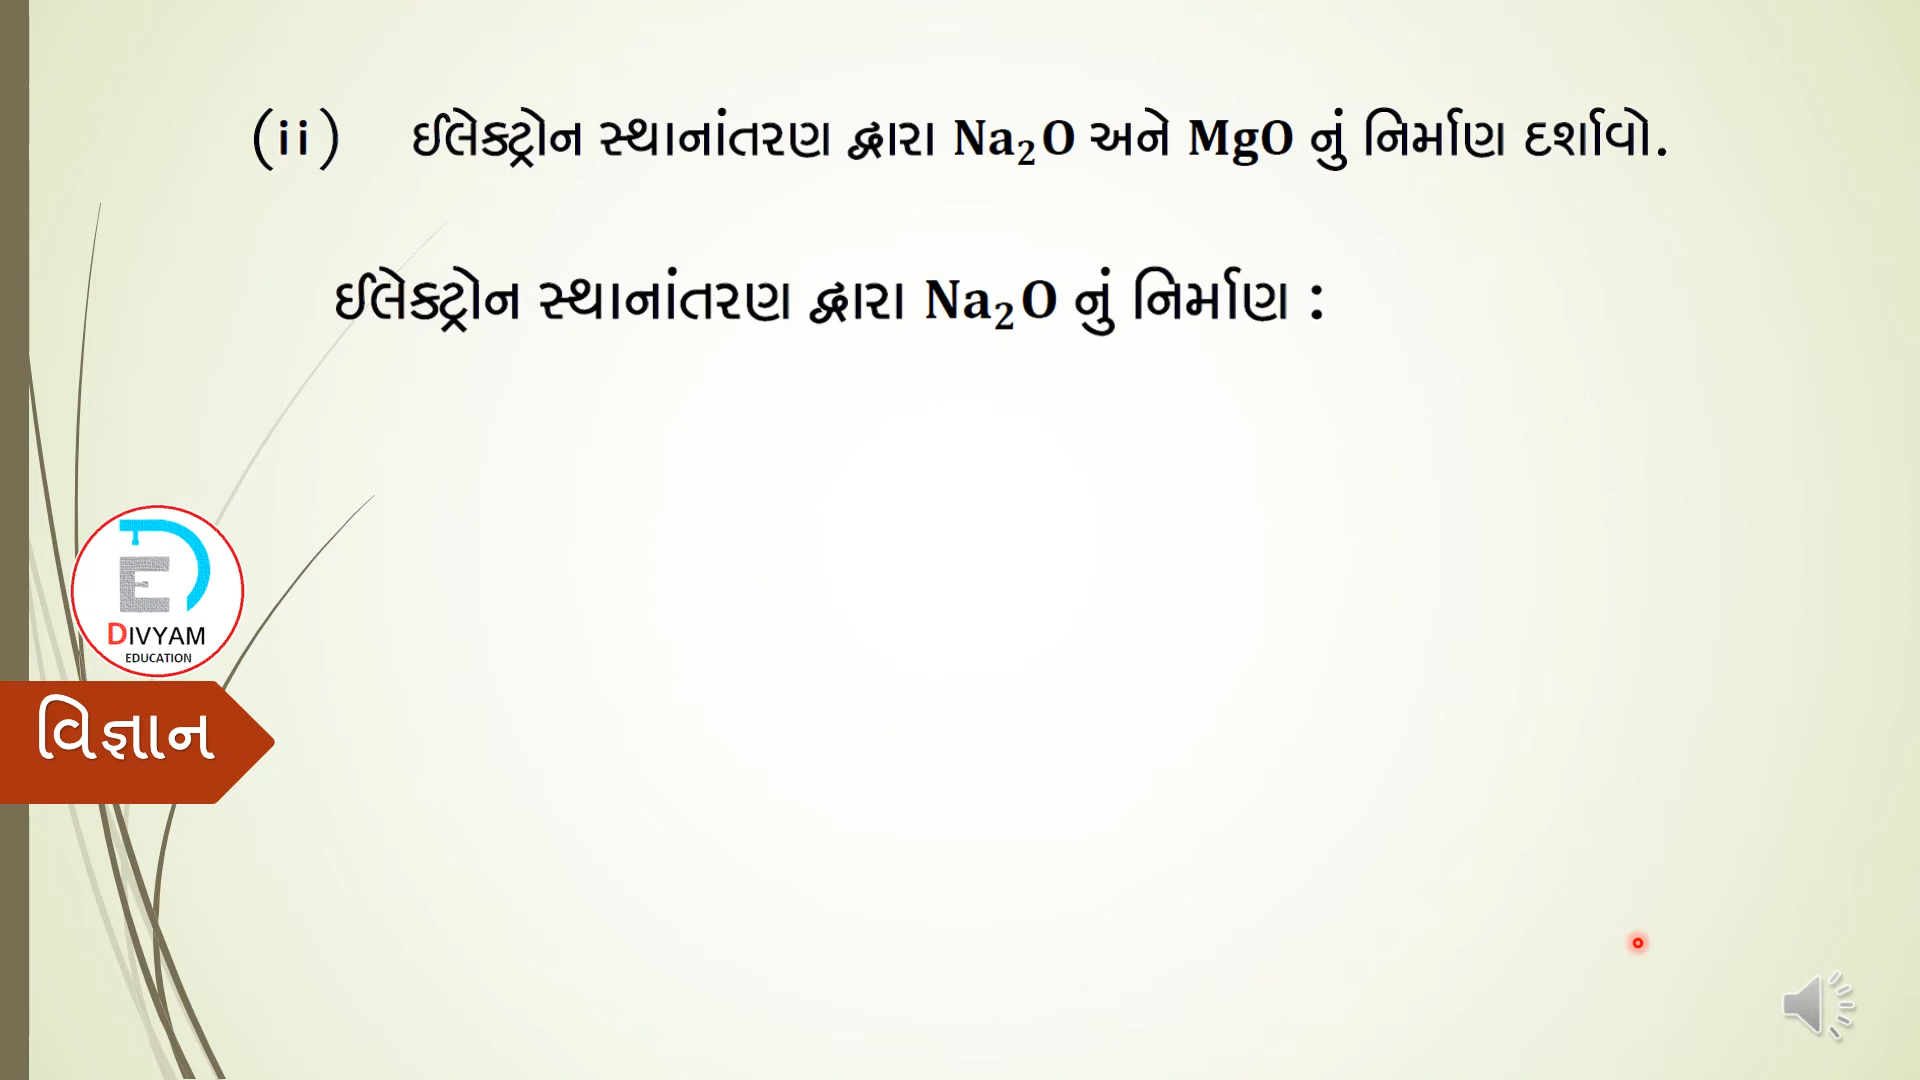 (ii) ઈલેક્ટ્રોન સ્થાનાંતરણ દ્વારા Na₂O અને MgO નું નિર્માણ દર્શાવો.
ઈલેક્ટ્રોન સ્થાનાંતરણ દ્વારા Na₂O નું નિર્માણ :
E
DIVYAM
EDUCATION
વિજ્ઞાન